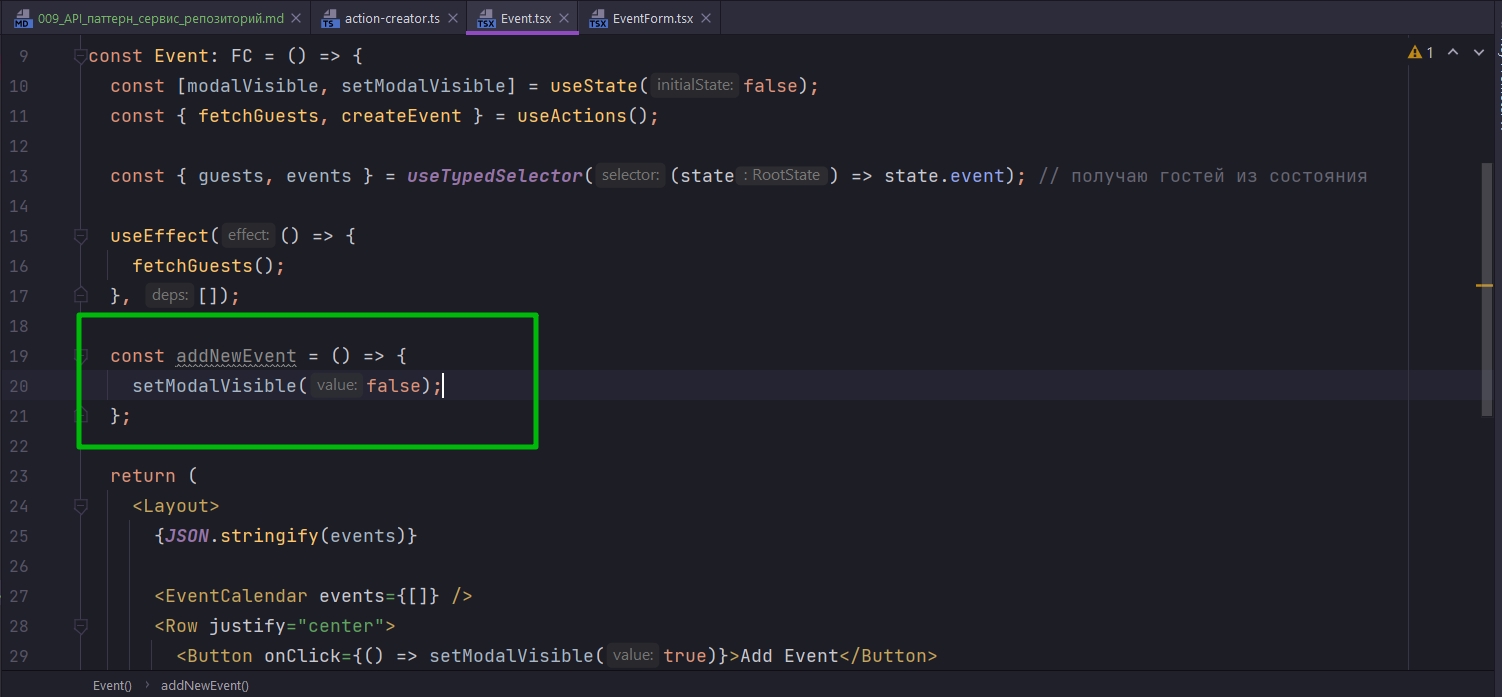 009_API_паттерн_сервис_репозиторий.md action-creator.ts Event.tsx EventForm.tsx
9 const Event: FC = () => {
10 const [modalVisible, setModalVisible] = useState( initialState: false);
11 const { fetchGuests, createEvent } = useActions();
12
13 const { guests, events } = useTypedSelector( selector: (state : RootState ) => state.event); // получаю гостей из состояния
14
15 useEffect( effect: () => {
16 fetchGuests();
17 }, deps: []);
18
19 const addNewEvent = () => {
20 setModalVisible( value: false);
21 };
22
23 return (
24 <Layout>
25 {JSON.stringify(events)}
26
27 <EventCalendar events={[]} />
28 <Row justify="center">
29 <Button onClick={() => setModalVisible( value: true)}>Add Event</Button>
1
Event() › addNewEvent()